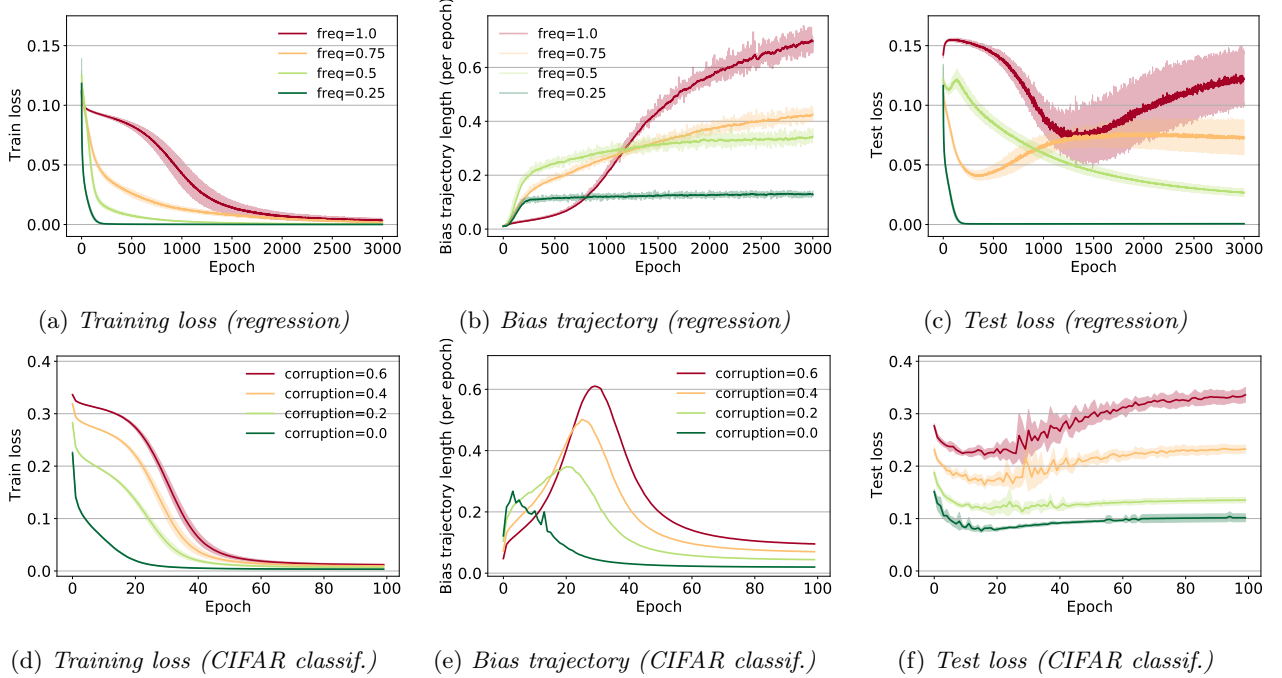 Train loss
0.15
0.10
0.05
0.00
freq=1.0
freq=0.75
freq=0.5
freq=0.25
0 500 1000 1500 2000 2500 3000
Epoch
(a) Training loss (regression)
Bias trajectory length (per epoch)
0.6
0.4
0.2
0.0
freq=1.0
freq=0.75
freq=0.5
freq=0.25
0 500 1000 1500 2000 2500 3000
Epoch
(b) Bias trajectory (regression)
Test loss
0.15
0.10
0.05
0.00
0 500 1000 1500 2000 2500 3000
Epoch
(c) Test loss (regression)
Train loss
0.4
0.3
0.2
0.1
0.0
corruption=0.6
corruption=0.4
corruption=0.2
corruption=0.0
0 20 40 60 80 100
Epoch
(d) Training loss (CIFAR classif.)
Bias trajectory length (per epoch)
0.6
0.4
0.2
0.0
corruption=0.6
corruption=0.4
corruption=0.2
corruption=0.0
0 20 40 60 80 100
Epoch
(e) Bias trajectory (CIFAR classif.)
Test loss
0.4
0.3
0.2
0.1
0.0
0 20 40 60 80 100
Epoch
(f) Test loss (CIFAR classif.)